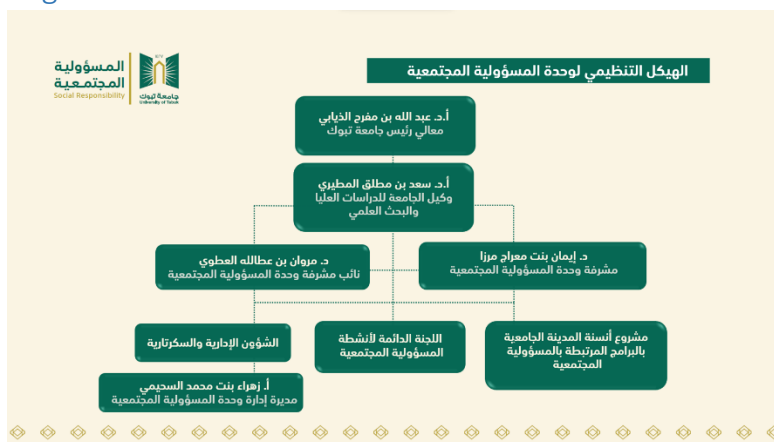 الهيكل التنظيمي لوحدة المسؤولية المجتمعية
المسؤولية
المجتمعية
Social Responsibility
جامعة تبوك
University of Tabuk
أ.د. عبد الله بن مفرح الذيابي
معالي رئيس جامعة تبوك
أ.د. سعد بن مطلق المطيري
وكيل الجامعة للدراسات العليا
والبحث العلمي
د. إيمان بنت معراج مرزا
مشرفة وحدة المسؤولية المجتمعية
د. مروان بن عطالله العطوي
نائب مشرفة وحدة المسؤولية المجتمعية
مشروع أنسنة المدينة الجامعية
بالبرامج المرتبطة بالمسؤولية
المجتمعية
اللجنة الدائمة لأنشطة
المسؤولية المجتمعية
الشؤون الإدارية والسكرتارية
أ. زهراء بنت محمد السحيمي
مديرة إدارة وحدة المسؤولية المجتمعية